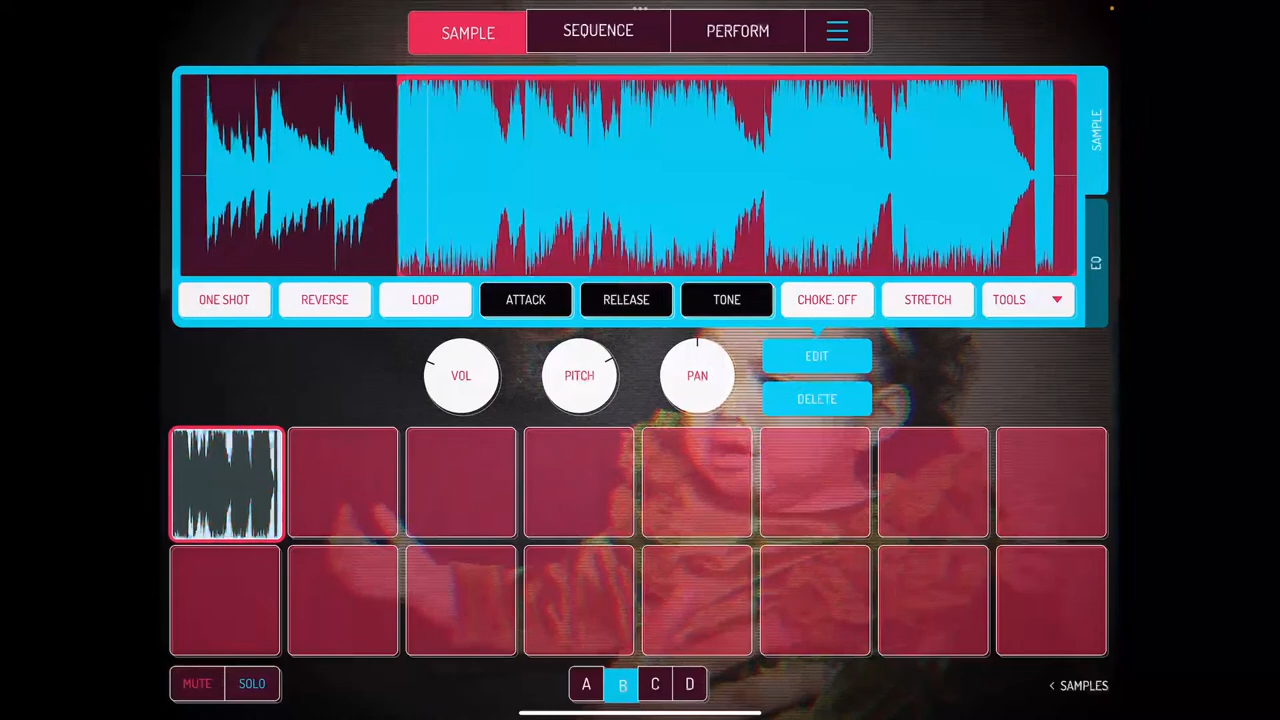 SAMPLE SEQUENCE PERFORM
SAMPLE
EQ
ONE SHOT REVERSE LOOP ATTACK RELEASE TONE CHOKE: OFF STRETCH TOOLS
VOL PITCH PAN EDIT
DELETE
MUTE SOLO A B C D < SAMPLES